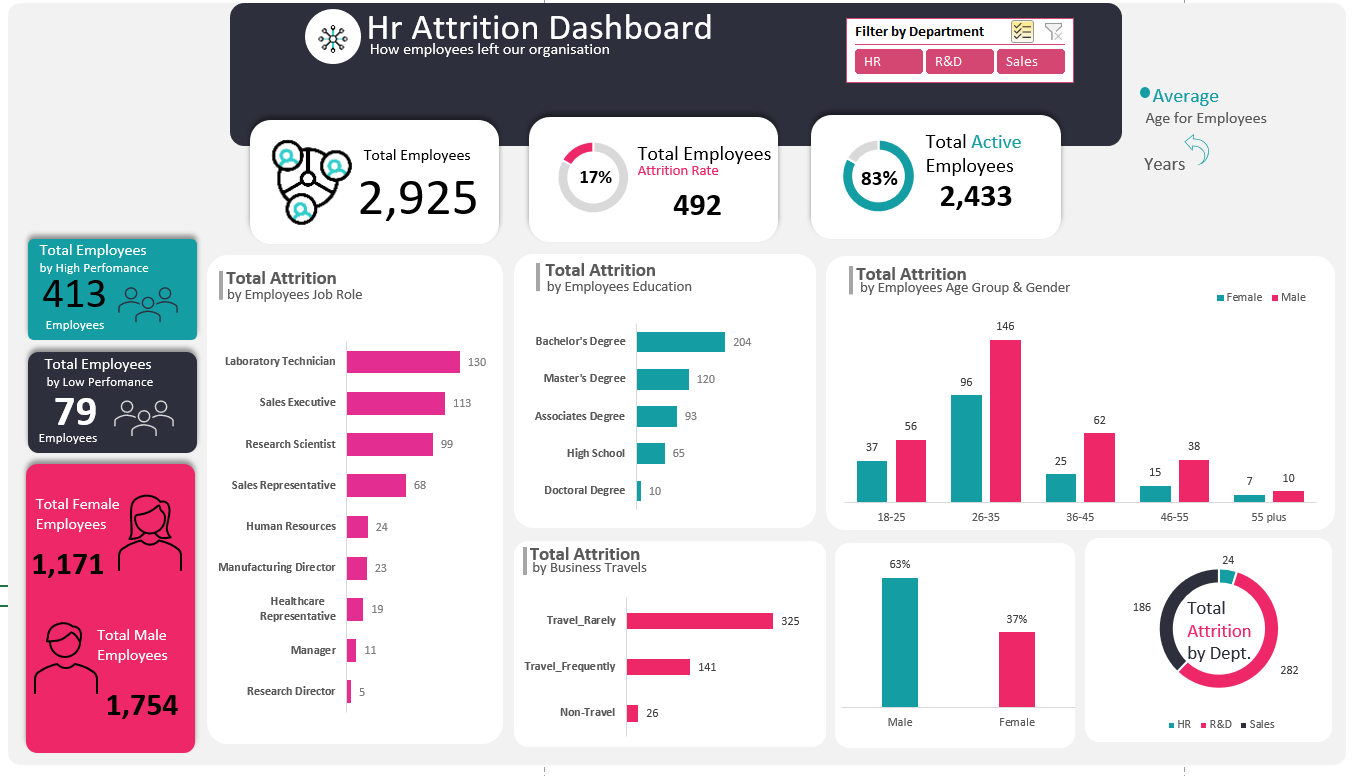 Hr Attrition Dashboard
How employees left our organisation
Filter by Department
HR
R&D
Sales
Average
Age for Employees
Years
Total Employees
2,925
17%
Total Employees
Attrition Rate
492
83%
Total Active
Employees
2,433
Total Employees
by High Perfomance
413
Employees
Total Employees
by Low Perfomance
79
Employees
Total Female
Employees
1,171
Total Male
Employees
1,754
Total Attrition
by Employees Job Role
Laboratory Technician 130
Sales Executive 113
Research Scientist 99
Sales Representative 68
Human Resources 24
Manufacturing Director 23
Healthcare
Representative 19
Manager 11
Research Director 5
Total Attrition
by Employees Education
Bachelor's Degree 204
Master's Degree 120
Associates Degree 93
High School 65
Doctoral Degree 10
Total Attrition
by Employees Age Group & Gender
Female Male
37 56 96 146 25 62 15 38 7 10
18-25 26-35 36-45 46-55 55 plus
Total Attrition
by Business Travels
Travel_Rarely 325
Travel_Frequently 141
Non-Travel 26
63% 37%
Male Female
24
186
282
Total
Attrition
by Dept.
HR R&D Sales